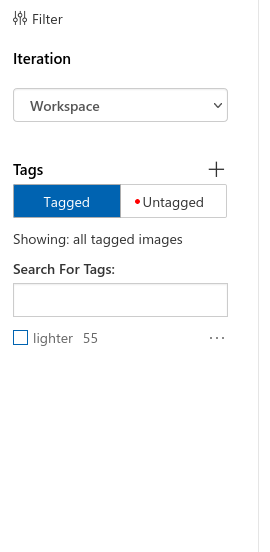 Filter
Iteration
Workspace
Tags
Tagged
Untagged
Showing: all tagged images
Search For Tags:
lighter 55